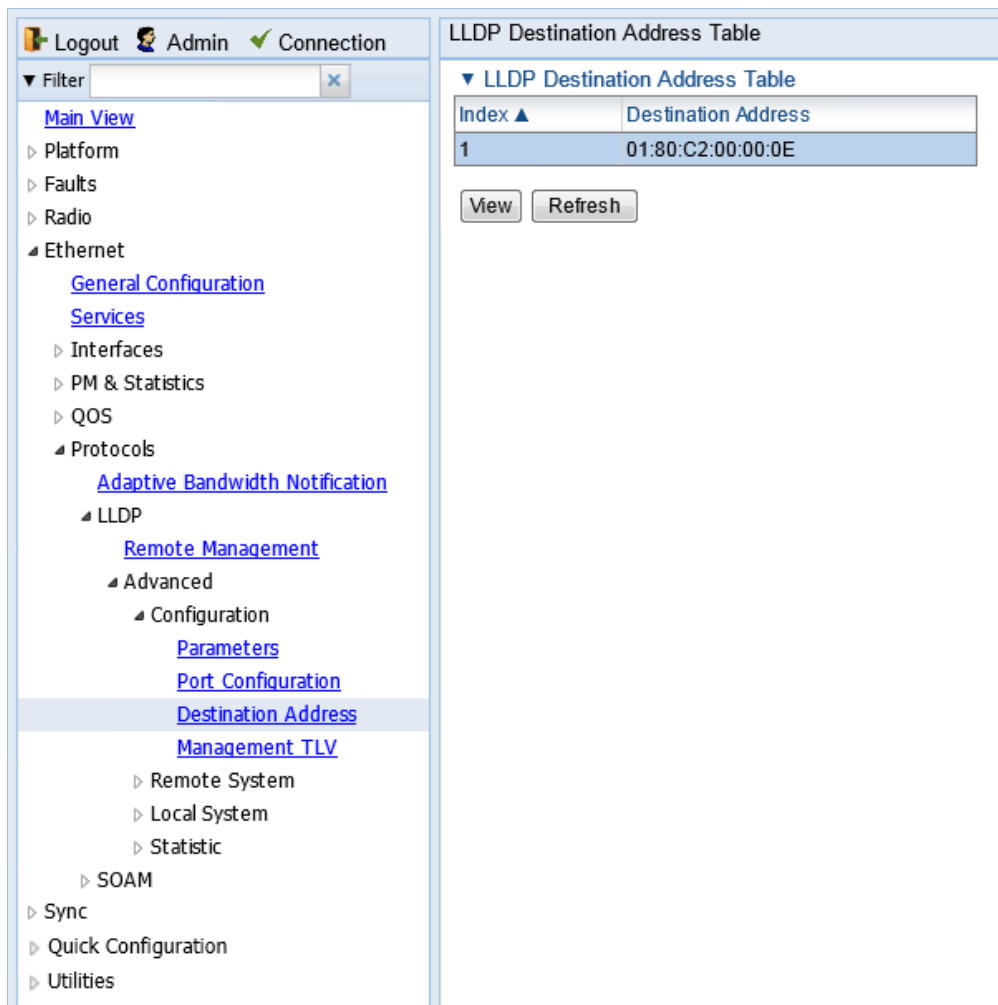 Logout Admin Connection
Filter
Main View
Platform
Faults
Radio
Ethernet
General Configuration
Services
Interfaces
PM & Statistics
QOS
Protocols
Adaptive Bandwidth Notification
LLDP
Remote Management
Advanced
Configuration
Parameters
Port Configuration
Destination Address
Management TLV
Remote System
Local System
Statistic
SOAM
Sync
Quick Configuration
Utilities
LLDP Destination Address Table
LLDP Destination Address Table
Index ▲ Destination Address
1 01:80:C2:00:00:0E
View Refresh